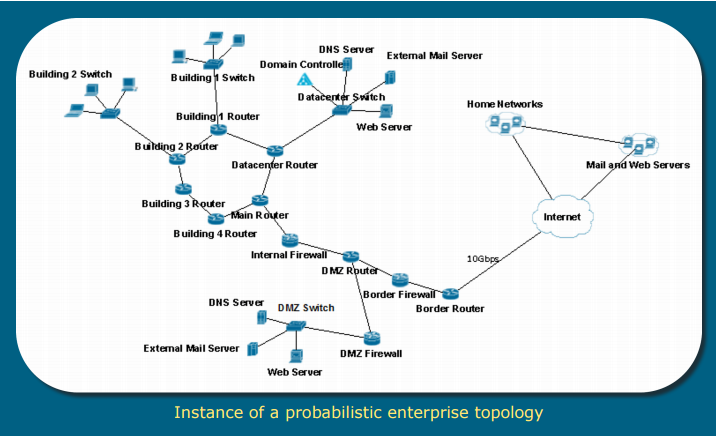 DNS Server
External Mail Server
Domain Controlle
Building 2 Switch
Building 1 Switch
Datacenter Switch
Home Networks
Building 1 Router
Web Server
Building 2 Router
Datacenter Router
Mail and Web Servers
Building 3 Router
Main Router
Internet
Building 4 Router
Internal Firewall
10Gbps
DMZ Router
Border Firewall
Border Router
DNS Server
DMZ Switch
External Mail Server
DMZ Firewall
Web Server
Instance of a probabilistic enterprise topology